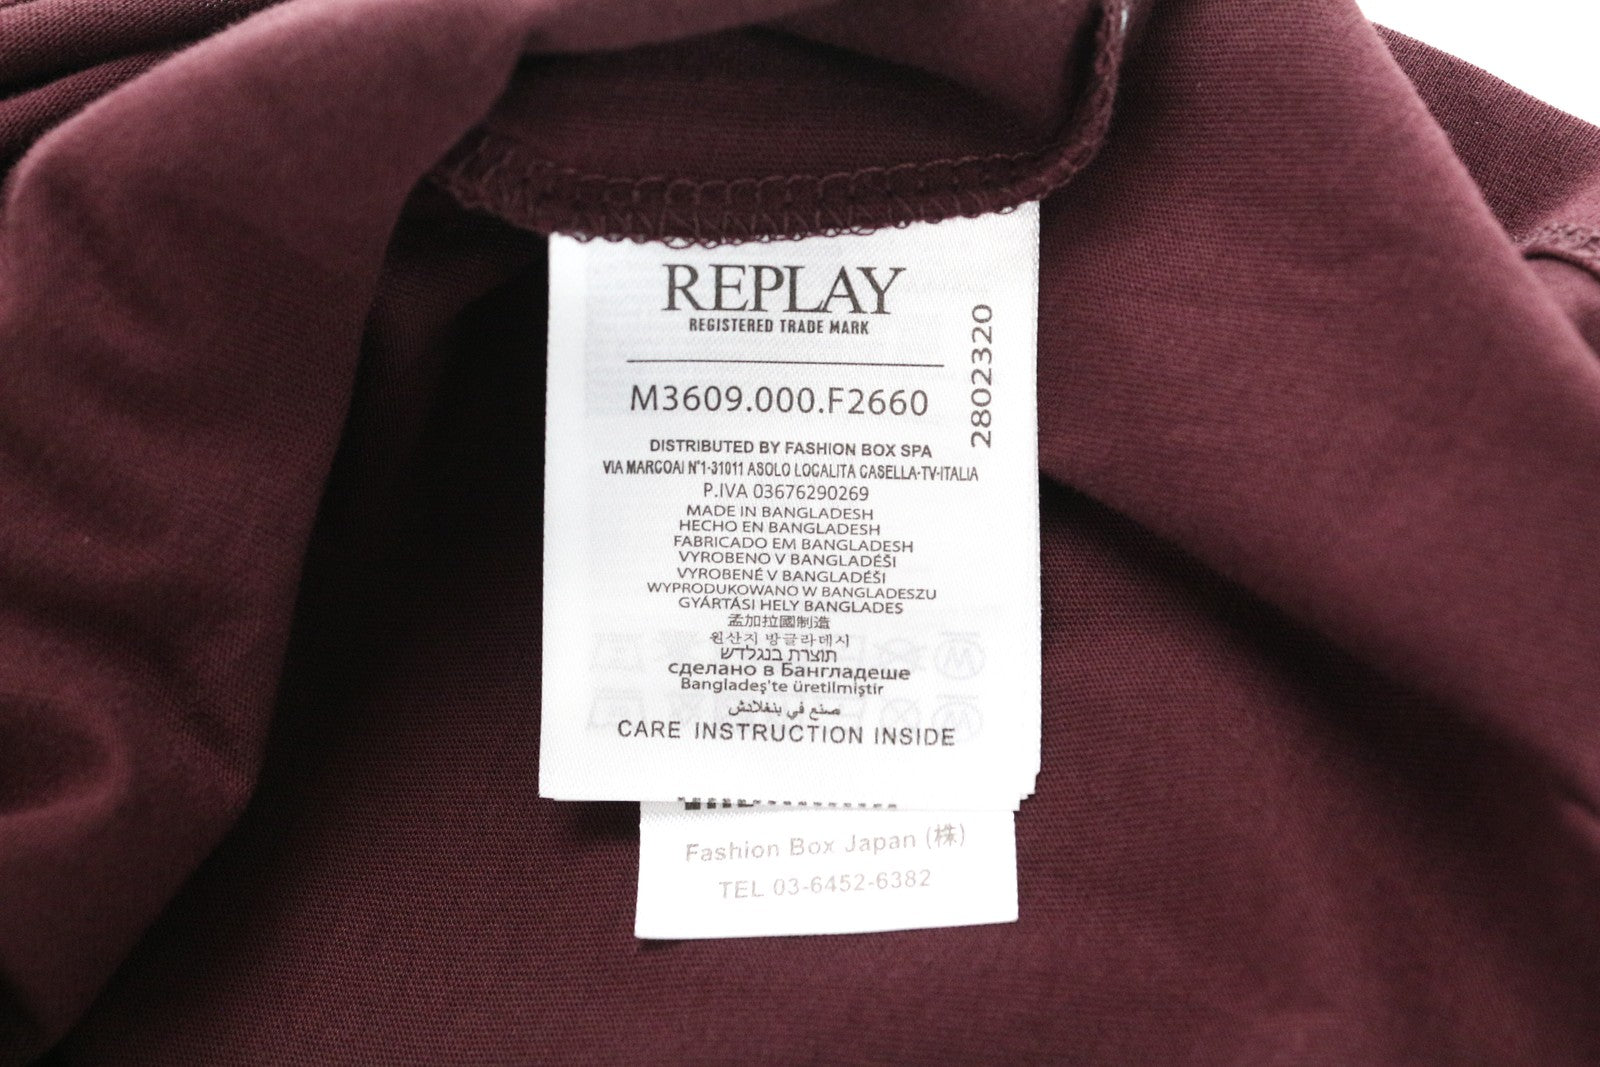 REPLAY
REGISTERED TRADE MARK
M3609.000.F2660
2802320
DISTRIBUTED BY FASHION BOX SPA
VIA MARCOAI N°1-31011 ASOLO LOCALITA CASELLA-TV-ITALIA
P.IVA 03676290269
MADE IN BANGLADESH
HECHO EN BANGLADESH
FABRICADO EM BANGLADESH
VYROBENO V BANGLADÉŠI
VYROBENÉ V BANGLADÉŠI
WYPRODUKOWANO W BANGLADESZU
GYÁRTÁSI HELY BANGLADES
孟加拉國制造
원산지 방글라데시
תוצרת בנגלדש
сделано в Бангладеше
Bangladeş'te üretilmiştir
صنع في بنغلادش
CARE INSTRUCTION INSIDE
Fashion Box Japan (株)
TEL 03-6452-6382